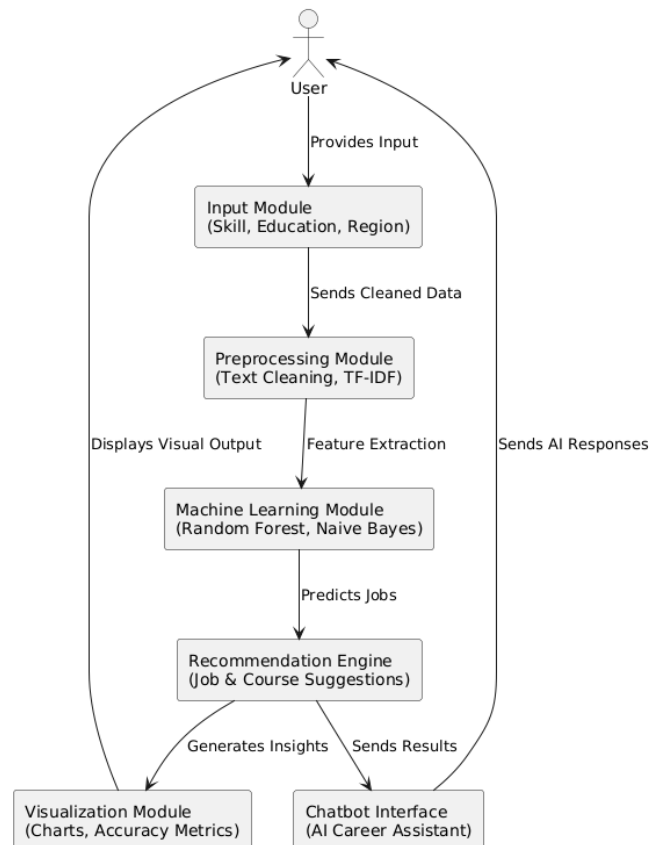 User
Provides Input
Input Module
(Skill, Education, Region)
Sends Cleaned Data
Preprocessing Module
(Text Cleaning, TF-IDF)
Displays Visual Output
Feature Extraction
Sends AI Responses
Machine Learning Module
(Random Forest, Naive Bayes)
Predicts Jobs
Recommendation Engine
(Job & Course Suggestions)
Generates Insights
Sends Results
Visualization Module
(Charts, Accuracy Metrics)
Chatbot Interface
(AI Career Assistant)